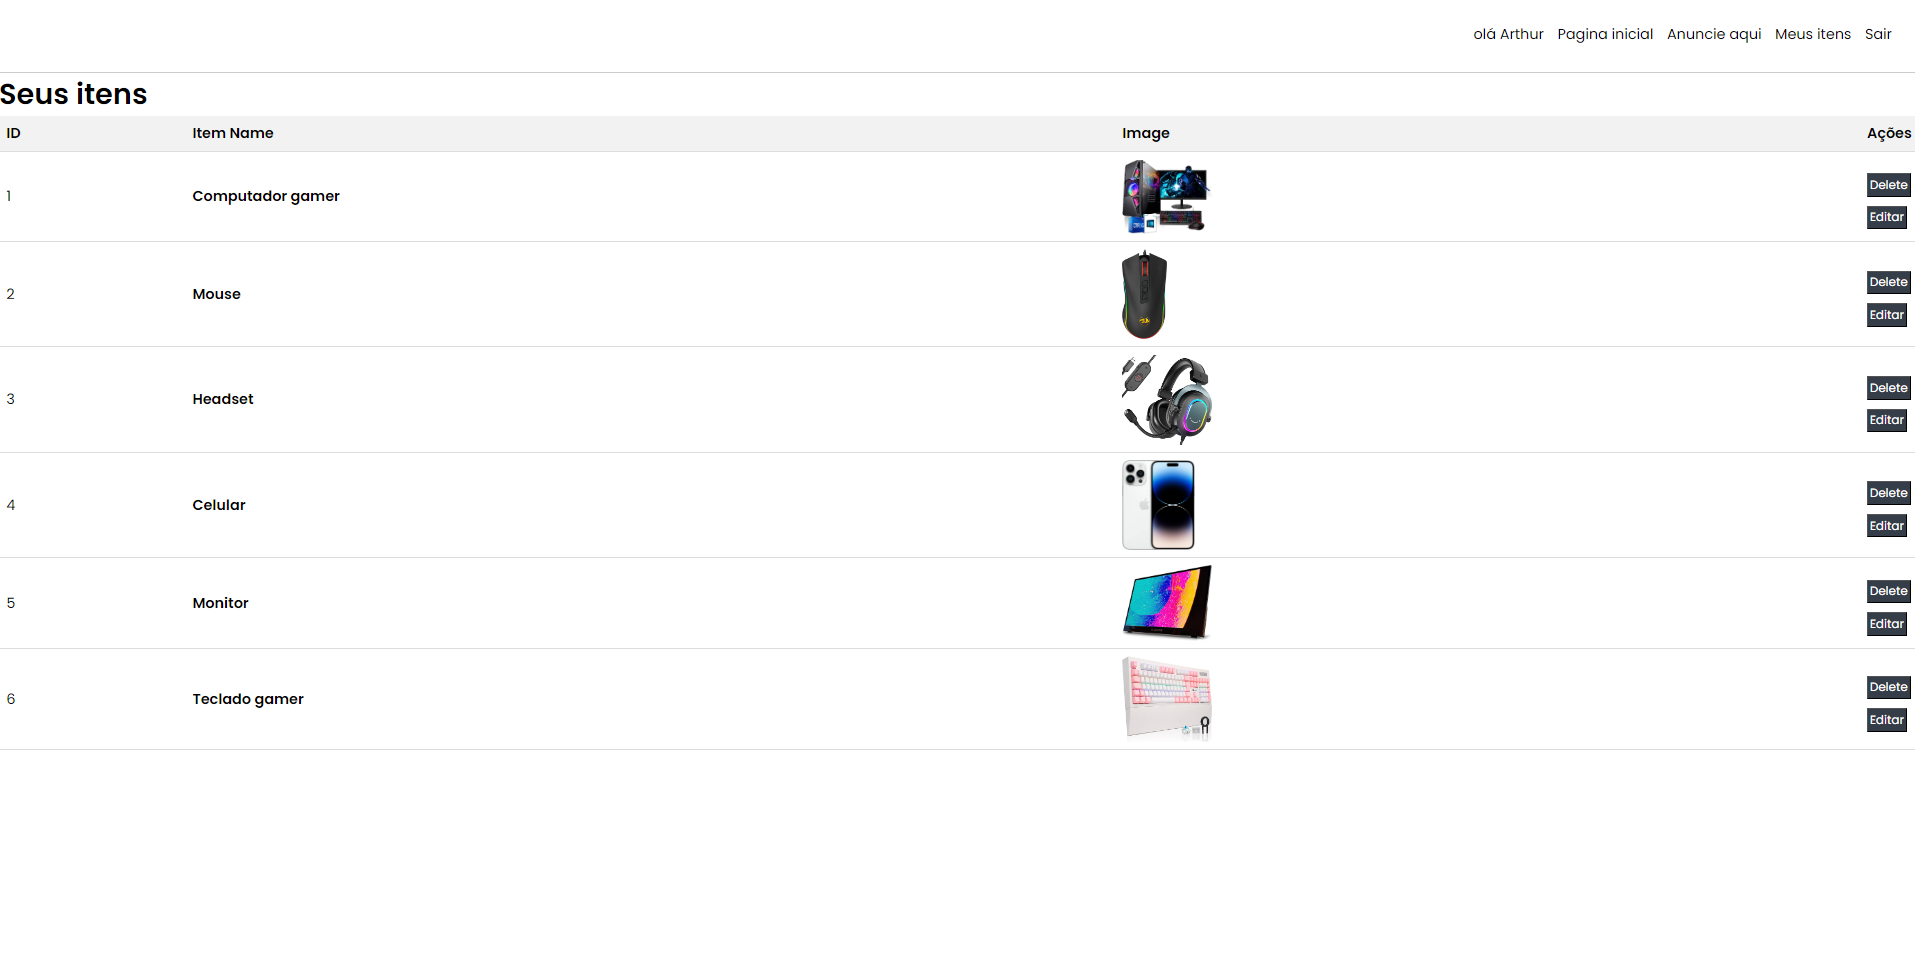 olá Arthur Pagina inicial Anuncie aqui Meus itens Sair
Seus itens
ID Item Name Image Ações
1 Computador gamer Delete
Editar
2 Mouse Delete
Editar
3 Headset Delete
Editar
4 Celular Delete
Editar
5 Monitor Delete
Editar
6 Teclado gamer Delete
Editar